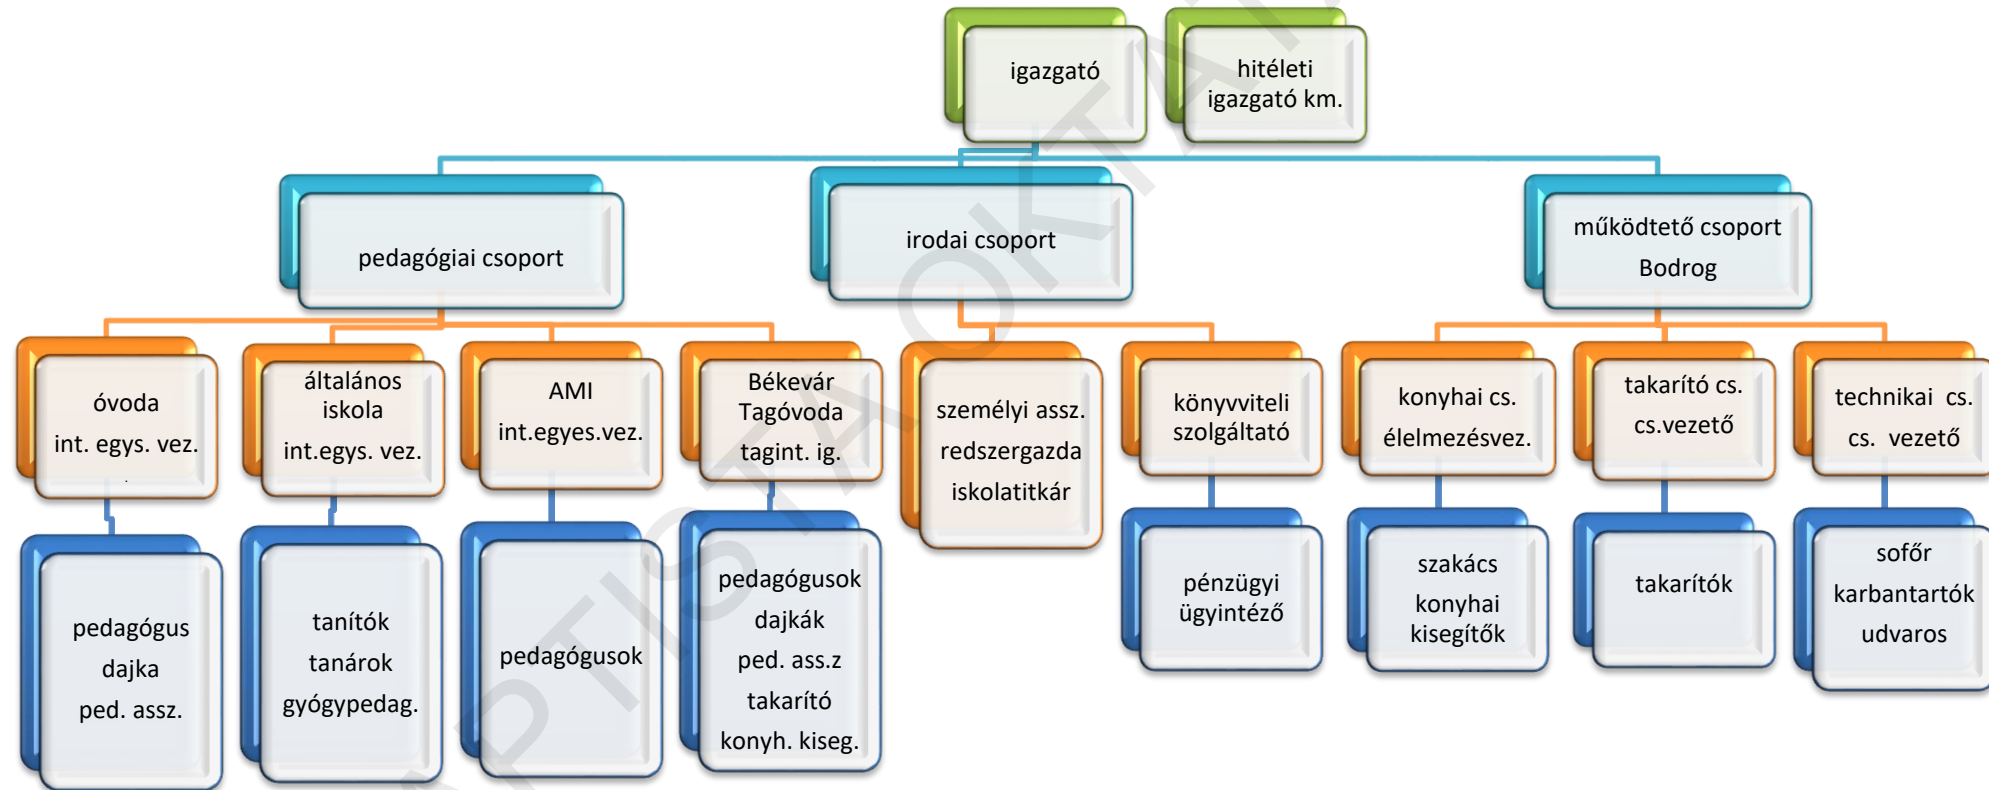 igazgató
hitéleti
igazgató km.
pedagógiai csoport
irodai csoport
működtető csoport
Bodrog
óvoda
int. egys. vez.
.
általános
iskola
int.egys. vez.
AMI
int.egyes.vez.
Békevár
Tagóvoda
tagint. ig.
személyi assz.
redszergazda
iskolatitkár
könyvviteli
szolgáltató
konyhai cs.
élelmezésvez.
takarító cs.
cs.vezető
technikai cs.
cs. vezető
pedagógus
dajka
ped. assz.
tanítók
tanárok
gyógypedag.
pedagógusok
pedagógusok
dajkák
ped. ass.z
takarító
konyh. kiseg.
pénzügyi
ügyintéző
szakács
konyhai
kisegítők
takarítók
sofőr
karbantartók
udvaros
APTISTA OKTA